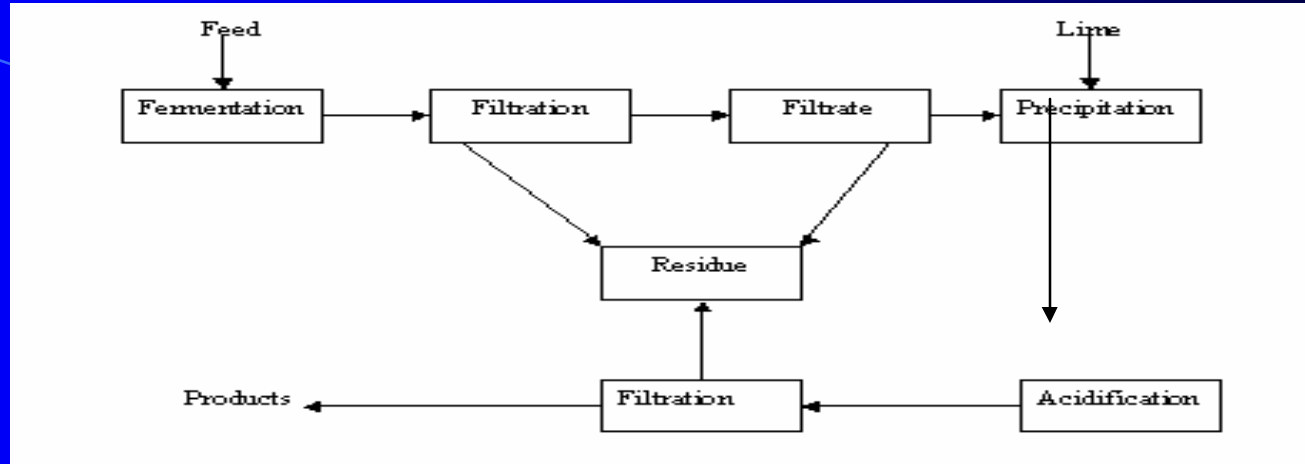 Feed
Lime
Fermentation
Filtration
Filtrate
Precipitation
Residue
Products
Filtration
Acidification